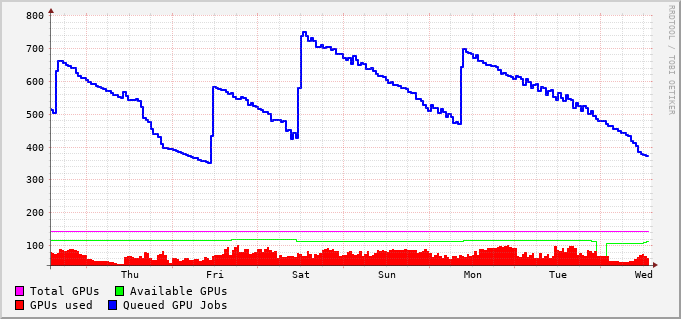 800
700
600
500
400
300
200
100
Thu Fri Sat Sun Mon Tue Wed
Total GPUs Available GPUs
GPUs used Queued GPU Jobs
RRDTOOL / TOBI OETIKER